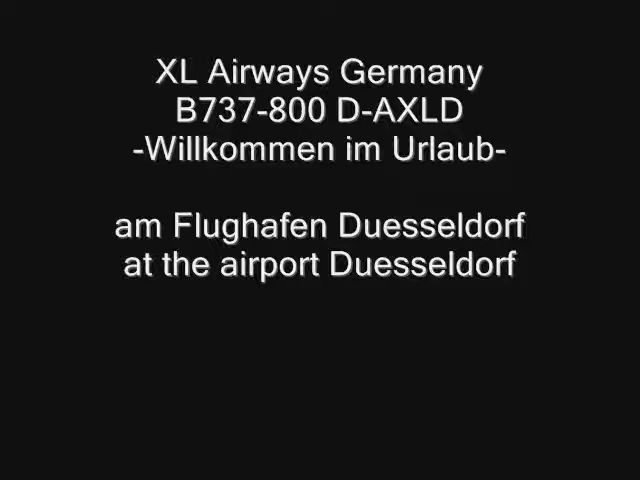 XL Airways Germany
B737-800 D-AXLD
-Willkommen im Urlaub-
am Flughafen Duesseldorf
at the airport Duesseldorf